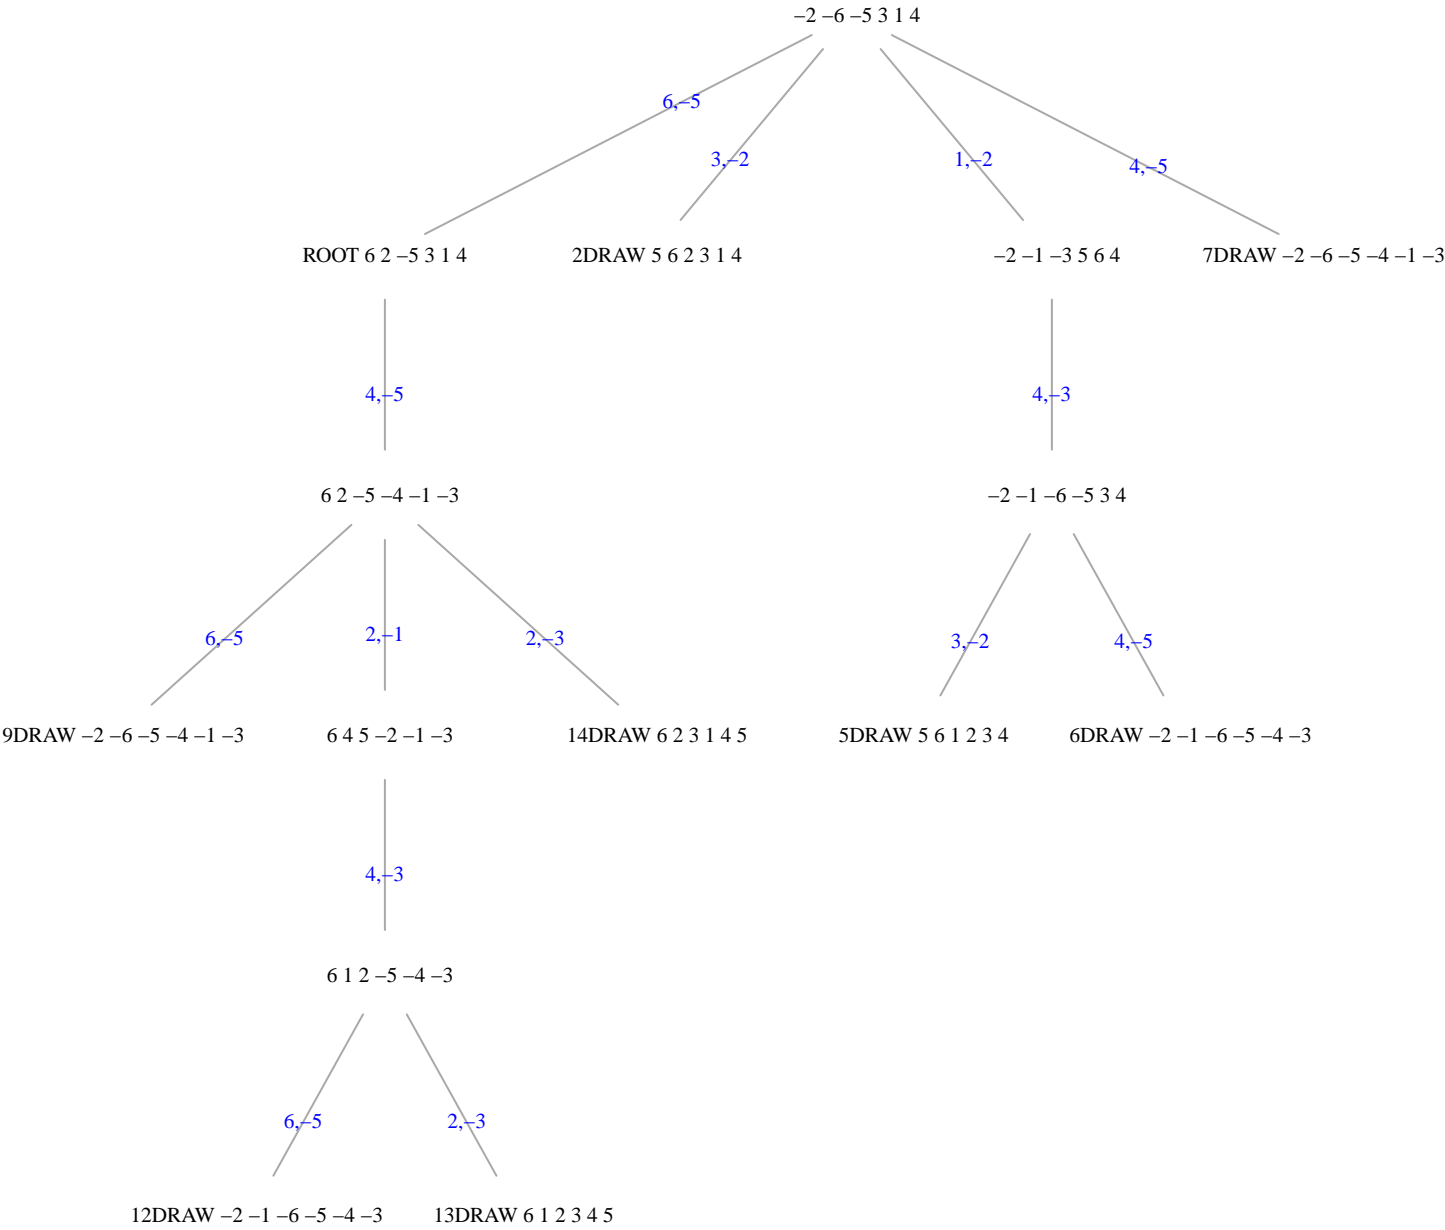 –2 –6 –5 3 1 4
6,–5
3,–2
1,–2
4,–5
ROOT 6 2 –5 3 1 4
2DRAW 5 6 2 3 1 4
–2 –1 –3 5 6 4
7DRAW –2 –6 –5 –4 –1 –3
4,–5
4,–3
6 2 –5 –4 –1 –3
–2 –1 –6 –5 3 4
6,–5
2,–1
2,–3
3,–2
4,–5
9DRAW –2 –6 –5 –4 –1 –3
6 4 5 –2 –1 –3
14DRAW 6 2 3 1 4 5
5DRAW 5 6 1 2 3 4
6DRAW –2 –1 –6 –5 –4 –3
4,–3
6 1 2 –5 –4 –3
6,–5
2,–3
12DRAW –2 –1 –6 –5 –4 –3
13DRAW 6 1 2 3 4 5